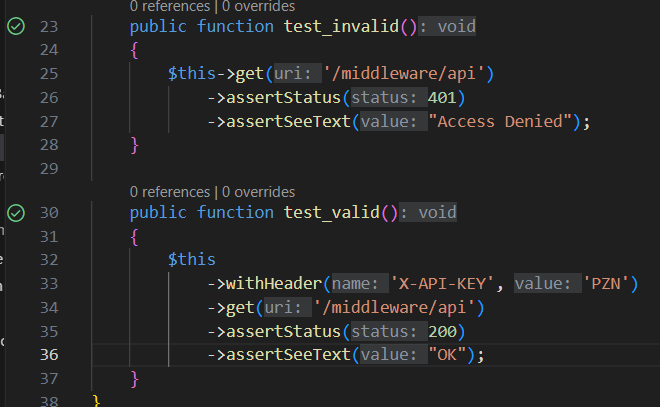 0 references | 0 overrides
23 public function test_invalid(): void
24 {
25 $this->get(uri: '/middleware/api')
26 ->assertStatus(status: 401)
27 ->assertSeeText(value: "Access Denied");
28 }
29
0 references | 0 overrides
30 public function test_valid(): void
31 {
32 $this
33 ->withHeader(name: 'X-API-KEY', value: 'PZN')
34 ->get(uri: '/middleware/api')
35 ->assertStatus(status: 200)
36 ->assertSeeText(value: "OK");
37 }
38 }